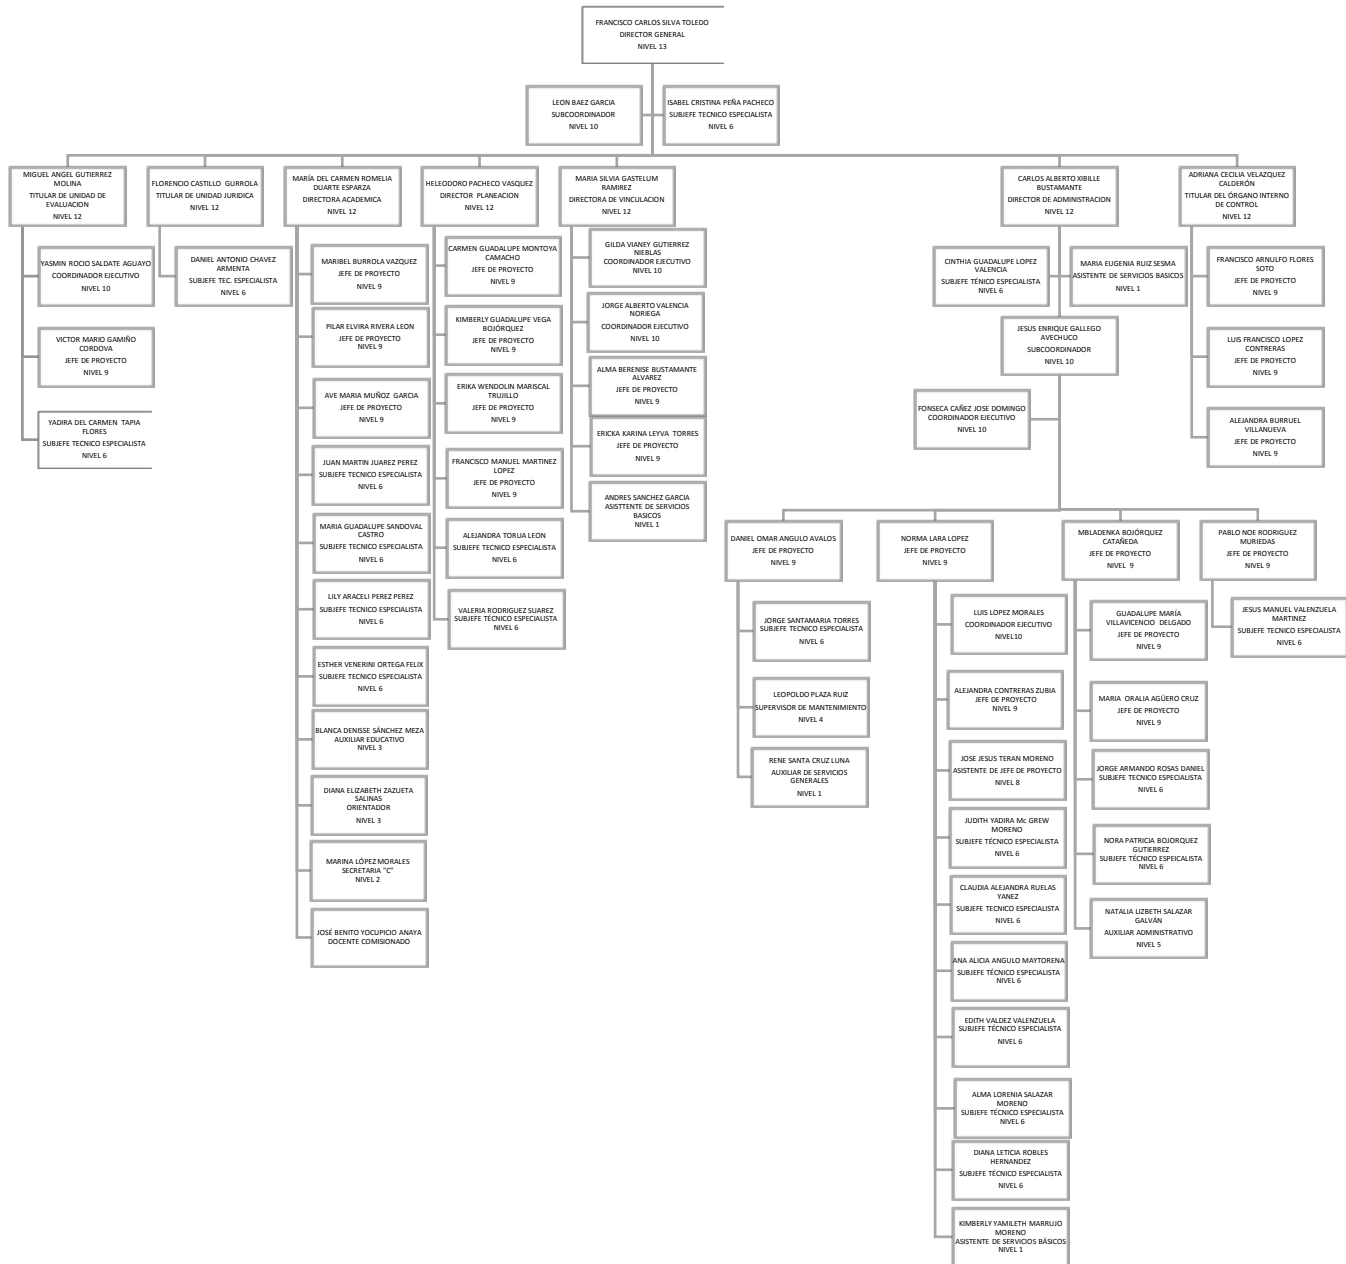 FRANCISCO CARLOS SILVA TOLEDO
DIRECTOR GENERAL
NIVEL 13
LEON BAEZ GARCIA
SUBCOORDINADOR
NIVEL 10
ISABEL CRISTINA PEÑA PACHECO
SUBJEFE TECNICO ESPECIALISTA
NIVEL 6
MIGUEL ANGEL GUTIERREZ
MOLINA
TITULAR DE UNIDAD DE
EVALUACION
NIVEL 12
FLORENCIO CASTILLO GURROLA
TITULAR DE UNIDAD JURIDICA
NIVEL 12
MARÍA DEL CARMEN ROMELIA
DUARTE ESPARZA
DIRECTORA ACADEMICA
NIVEL 12
HELEODORO PACHECO VASQUEZ
DIRECTOR PLANEACION
NIVEL 12
MARIA SILVIA GASTELUM
RAMIREZ
DIRECTORA DE VINCULACION
NIVEL 12
CARLOS ALBERTO XIBILLE
BUSTAMANTE
DIRECTOR DE ADMINISTRACION
NIVEL 12
ADRIANA CECILIA VELAZQUEZ
CALDERÓN
TITULAR DEL ÓRGANO INTERNO
DE CONTROL
NIVEL 12
YASMIN ROCIO SALDATE AGUAYO
COORDINADOR EJECUTIVO
NIVEL 10
VICTOR MARIO GAMIÑO
CORDOVA
JEFE DE PROYECTO
NIVEL 9
YADIRA DEL CARMEN TAPIA
FLORES
SUBJEFE TECNICO ESPECIALISTA
NIVEL 6
DANIEL ANTONIO CHAVEZ
ARMENTA
SUBJEFE TEC. ESPECIALISTA
NIVEL 6
MARIBEL BURROLA VAZQUEZ
JEFE DE PROYECTO
NIVEL 9
PILAR ELVIRA RIVERA LEON
JEFE DE PROYECTO
NIVEL 9
AVE MARIA MUÑOZ GARCIA
JEFE DE PROYECTO
NIVEL 9
JUAN MARTIN JUAREZ PEREZ
SUBJEFE TECNICO ESPECIALISTA
NIVEL 6
MARIA GUADALUPE SANDOVAL
CASTRO
SUBJEFE TECNICO ESPECIALISTA
NIVEL 6
LILY ARACELI PEREZ PEREZ
SUBJEFE TECNICO ESPECIALISTA
NIVEL 6
ESTHER VENERINI ORTEGA FELIX
SUBJEFE TECNICO ESPECIALISTA
NIVEL 6
BLANCA DENISSE SÁNCHEZ MEZA
AUXILIAR EDUCATIVO
NIVEL 3
DIANA ELIZABETH ZAZUETA
SALINAS
ORIENTADOR
NIVEL 3
MARINA LÓPEZ MORALES
SECRETARIA "C"
NIVEL 2
JOSÉ BENITO YOCUPICIO ANAYA
DOCENTE COMISIONADO
CARMEN GUADALUPE MONTOYA
CAMACHO
JEFE DE PROYECTO
NIVEL 9
KIMBERLY GUADALUPE VEGA
BOJÓRQUEZ
JEFE DE PROYECTO
NIVEL 9
ERIKA WENDOLIN MARISCAL
TRUJILLO
JEFE DE PROYECTO
NIVEL 9
FRANCISCO MANUEL MARTINEZ
LOPEZ
JEFE DE PROYECTO
NIVEL 9
ALEJANDRA TORUA LEON
SUBJEFE TECNICO ESPECIALISTA
NIVEL 6
VALERIA RODRIGUEZ SUAREZ
SUBJEFE TÉCNICO ESPECIALISTA
NIVEL 6
GILDA VIANEY GUTIERREZ
NIEBLAS
COORDINADOR EJECUTIVO
NIVEL 10
JORGE ALBERTO VALENCIA
NORIEGA
COORDINADOR EJECUTIVO
NIVEL 10
ALMA BERENISE BUSTAMANTE
ALVAREZ
JEFE DE PROYECTO
NIVEL 9
ERICKA KARINA LEYVA TORRES
JEFE DE PROYECTO
NIVEL 9
ANDRES SANCHEZ GARCIA
ASISTTENTE DE SERVICIOS
BASICOS
NIVEL 1
CINTHIA GUADALUPE LOPEZ
VALENCIA
SUBJEFE TÉNICO ESPECIALISTA
NIVEL 6
MARIA EUGENIA RUIZ SESMA
ASISTENTE DE SERVICIOS BASICOS
NIVEL 1
JESUS ENRIQUE GALLEGO
AVECHUCO
SUBCOORDINADOR
NIVEL 10
FONSECA CAÑEZ JOSE DOMINGO
COORDINADOR EJECUTIVO
NIVEL 10
FRANCISCO ARNULFO FLORES
SOTO
JEFE DE PROYECTO
NIVEL 9
LUIS FRANCISCO LOPEZ
CONTRERAS
JEFE DE PROYECTO
NIVEL 9
ALEJANDRA BURRUEL
VILLANUEVA
JEFE DE PROYECTO
NIVEL 9
DANIEL OMAR ANGULO AVALOS
JEFE DE PROYECTO
NIVEL 9
NORMA LARA LOPEZ
JEFE DE PROYECTO
NIVEL 9
MBLADENKA BOJÓRQUEZ
CATAÑEDA
JEFE DE PROYECTO
NIVEL 9
PABLO NOE RODRIGUEZ
MURIEDAS
JEFE DE PROYECTO
NIVEL 9
JORGE SANTAMARIA TORRES
SUBJEFE TECNICO ESPECIALISTA
NIVEL 6
LEOPOLDO PLAZA RUIZ
SUPERVISOR DE MANTENIMIENTO
NIVEL 4
RENE SANTA CRUZ LUNA
AUXILIAR DE SERVICIOS
GENERALES
NIVEL 1
LUIS LOPEZ MORALES
COORDINADOR EJECUTIVO
NIVEL10
ALEJANDRA CONTRERAS ZUBIA
JEFE DE PROYECTO
NIVEL 9
JOSE JESUS TERAN MORENO
ASISTENTE DE JEFE DE PROYECTO
NIVEL 8
JUDITH YADIRA Mc GREW
MORENO
SUBJEFE TÉCNICO ESPECIALISTA
NIVEL 6
CLAUDIA ALEJANDRA RUELAS
YANEZ
SUBJEFE TECNICO ESPECIALISTA
NIVEL 6
ANA ALICIA ANGULO MAYTORENA
SUBJEFE TÉCNICO ESPECIALISTA
NIVEL 6
EDITH VALDEZ VALENZUELA
SUBJEFE TÉCNICO ESPECIALISTA
NIVEL 6
ALMA LORENIA SALAZAR
MORENO
SUBJEFE TÉCNICO ESPECIALISTA
NIVEL 6
DIANA LETICIA ROBLES
HERNANDEZ
SUBJEFE TÉCNICO ESPECIALISTA
NIVEL 6
KIMBERLY YAMILETH MARRUJO
MORENO
ASISTENTE DE SERVICIOS BÁSICOS
NIVEL 1
GUADALUPE MARÍA
VILLAVICENCIO DELGADO
JEFE DE PROYECTO
NIVEL 9
MARIA ORALIA AGÜERO CRUZ
JEFE DE PROYECTO
NIVEL 9
JORGE ARMANDO ROSAS DANIEL
SUBJEFE TECNICO ESPECIALISTA
NIVEL 6
NORA PATRICIA BOJORQUEZ
GUTIERREZ
SUBJEFE TÉCNICO ESPEICALISTA
NIVEL 6
NATALIA LIZBETH SALAZAR
GALVÁN
AUXILIAR ADMINISTRATIVO
NIVEL 5
JESUS MANUEL VALENZUELA
MARTINEZ
SUBJEFE TECNICO ESPECIALISTA
NIVEL 6